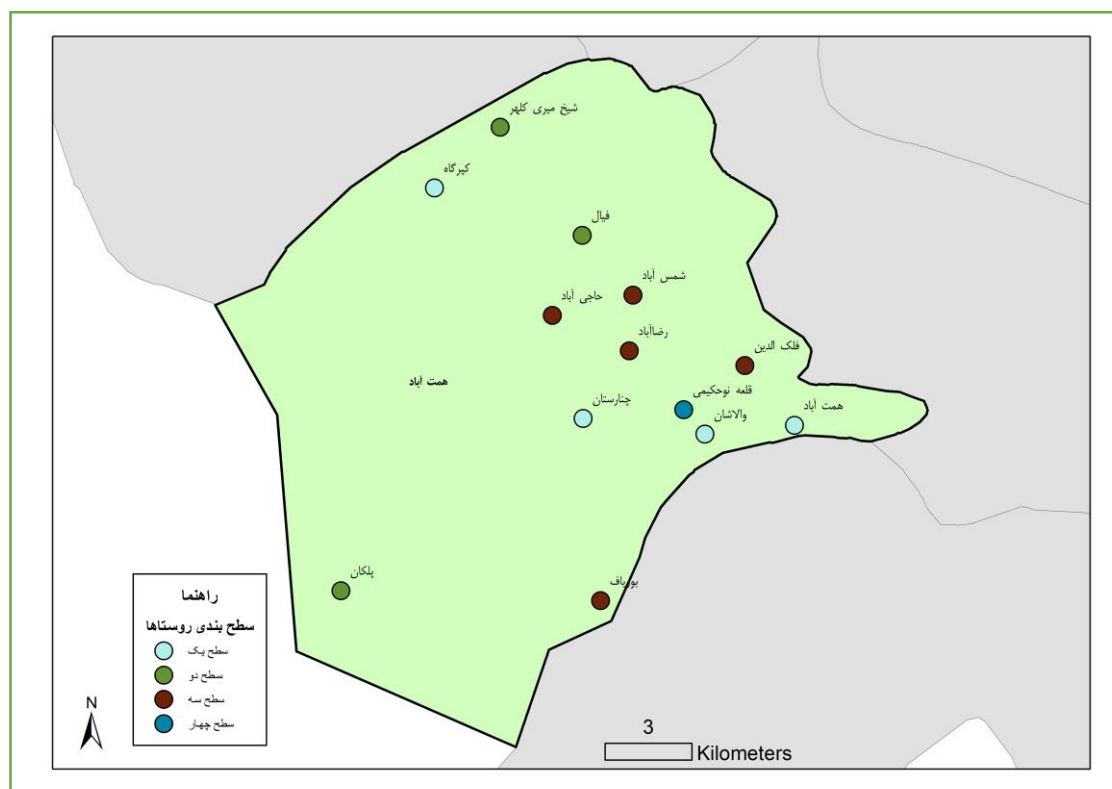 شیخ میری کلهر
کپرگاه
فیال
شمس آباد
حاجی آباد
رضاآباد
فلک الدین
همت آباد
قلعه نوحکیمی
همت آباد
چنارستان
والاشان
پلکان
بوریاف
راهنما
سطح بندی روستاها
سطح یک
سطح دو
سطح سه
سطح چهار
N
3
Kilometers